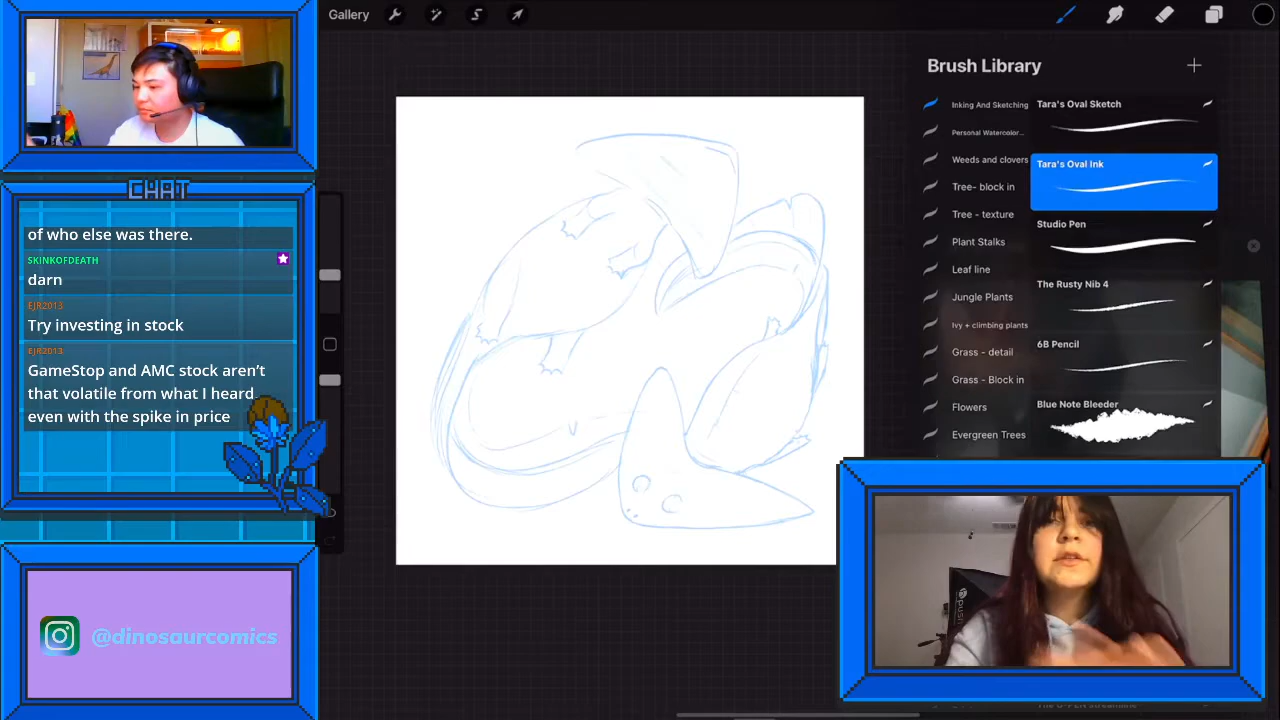 Gallery
Brush Library
Inking And Sketching
Personal Watercolor...
Weeds and clovers
Tree- block in
Tree - texture
Plant Stalks
Leaf line
Jungle Plants
Ivy + climbing plants
Grass - detail
Grass - Block in
Flowers
Evergreen Trees
Tara's Oval Sketch
Tara's Oval Ink
Studio Pen
The Rusty Nib 4
6B Pencil
Blue Note Bleeder
CHAT
of who else was there.
SKINKOFDEATH
darn
EJR2013
Try investing in stock
EJR2013
GameStop and AMC stock aren't
that volatile from what I heard
even with the spike in price
@dinosaurcomics